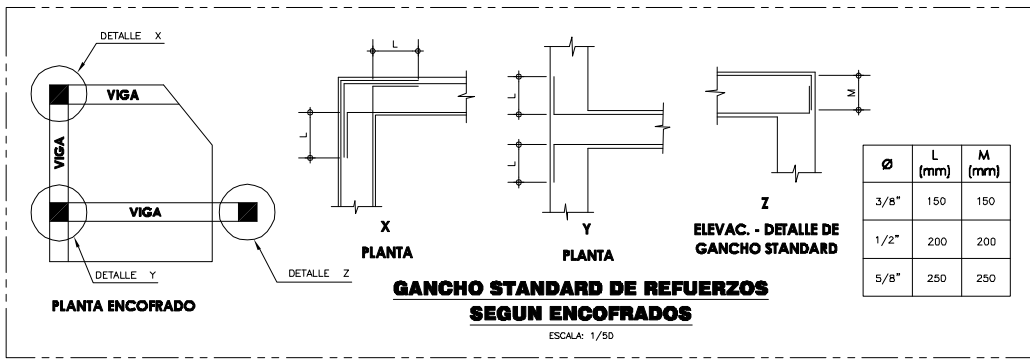 DETALLE X
VIGA
VIGA
VIGA
DETALLE Y
DETALLE Z
PLANTA ENCOFRADO
L
L
X
PLANTA
L
L
Y
PLANTA
M
Z
ELEVAC. - DETALLE DE
GANCHO STANDARD
Ø L (mm) M (mm)
3/8" 150 150
1/2" 200 200
5/8" 250 250
GANCHO STANDARD DE REFUERZOS
SEGUN ENCOFRADOS
ESCALA: 1/50